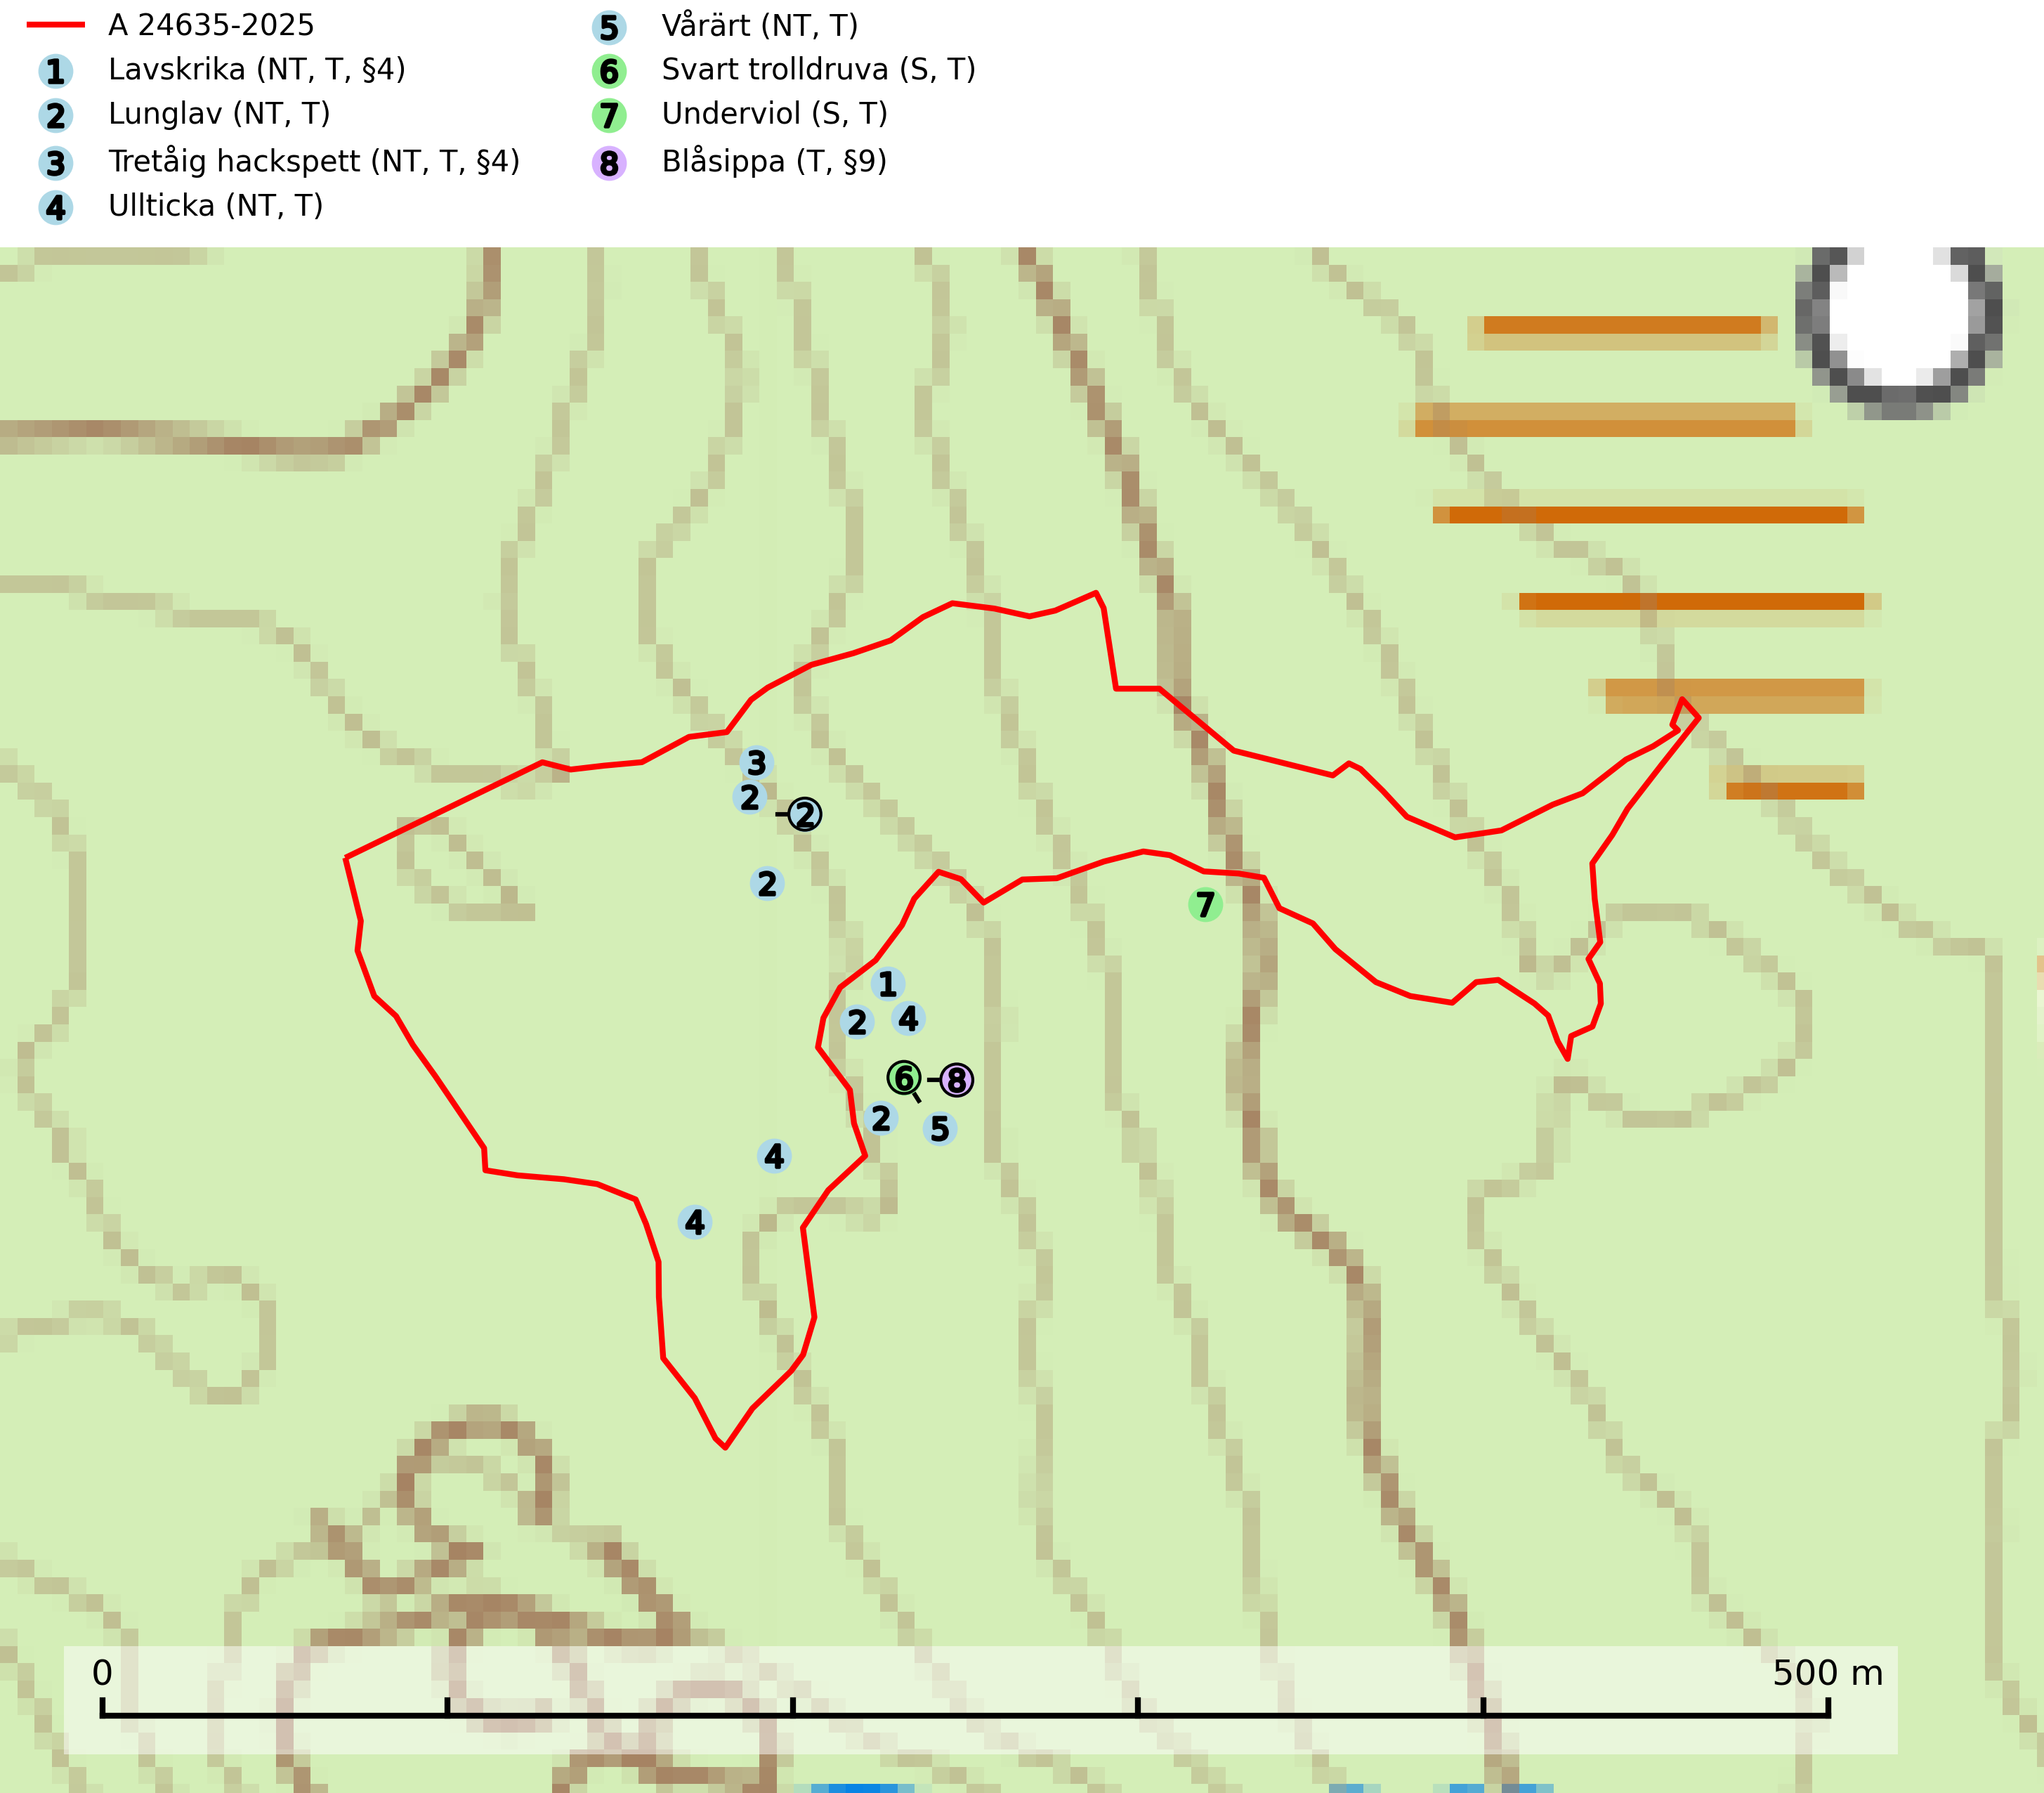 A 24635-2025
1 Lavskrika (NT, T, §4)
2 Lunglav (NT, T)
3 Tretåig hackspett (NT, T, §4)
4 Ullticka (NT, T)
5 Vårärt (NT, T)
6 Svart trolldruva (S, T)
7 Underviol (S, T)
8 Blåsippa (T, §9)
3
2
2
2
7
1
2 4
6 8
2 5
4
4
0 500 m